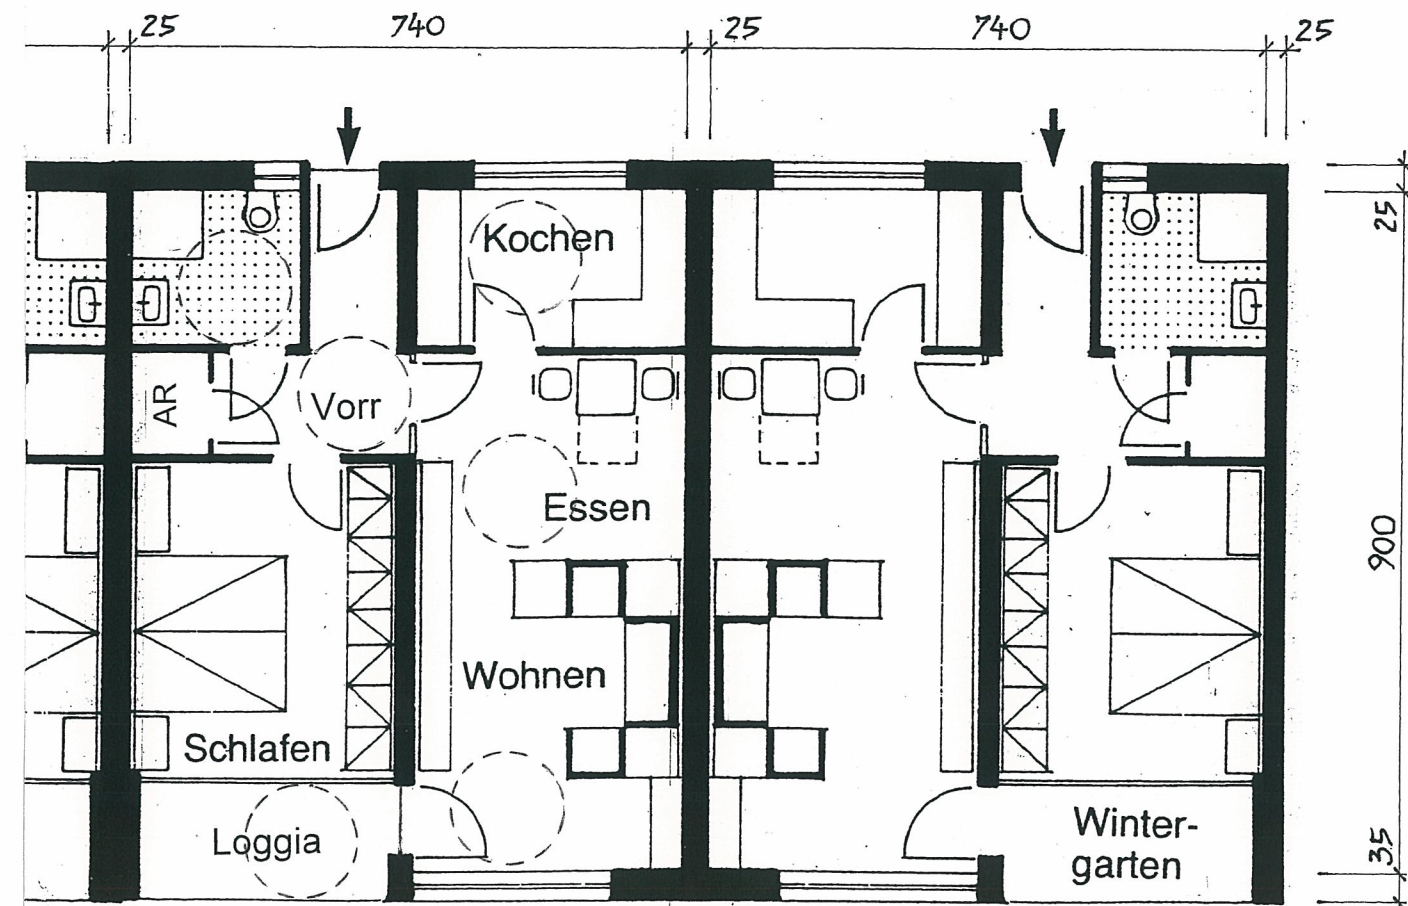 25 740 25 740 25
Kochen
25
AR
Vorr
Essen
900
Wohnen
Schlafen
Loggia
Winter-
garten
35